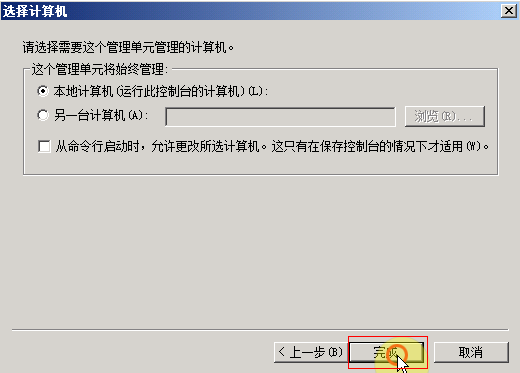 选择计算机
请选择需要这个管理单元管理的计算机。
这个管理单元将始终管理:
本地计算机(运行此控制台的计算机)(L):
另一台计算机(A):
浏览(R)...
从命令行启动时，允许更改所选计算机。这只有在保存控制台的情况下才适用(W)。
< 上一步(B)
完成
取消